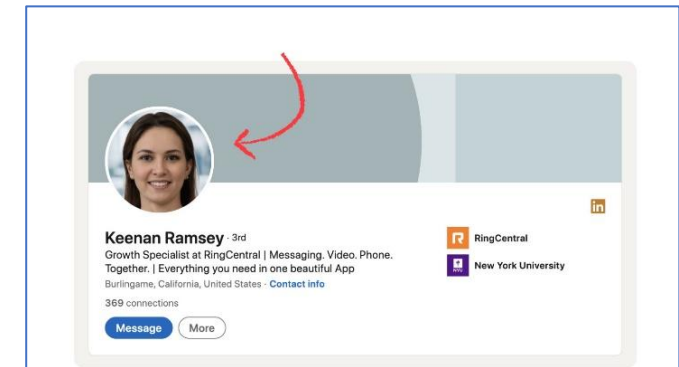 in
Keenan Ramsey · 3rd
Growth Specialist at RingCentral | Messaging. Video. Phone.
Together. | Everything you need in one beautiful App
Burlingame, California, United States · Contact info
369 connections
Message
More
R
RingCentral
NYU
New York University